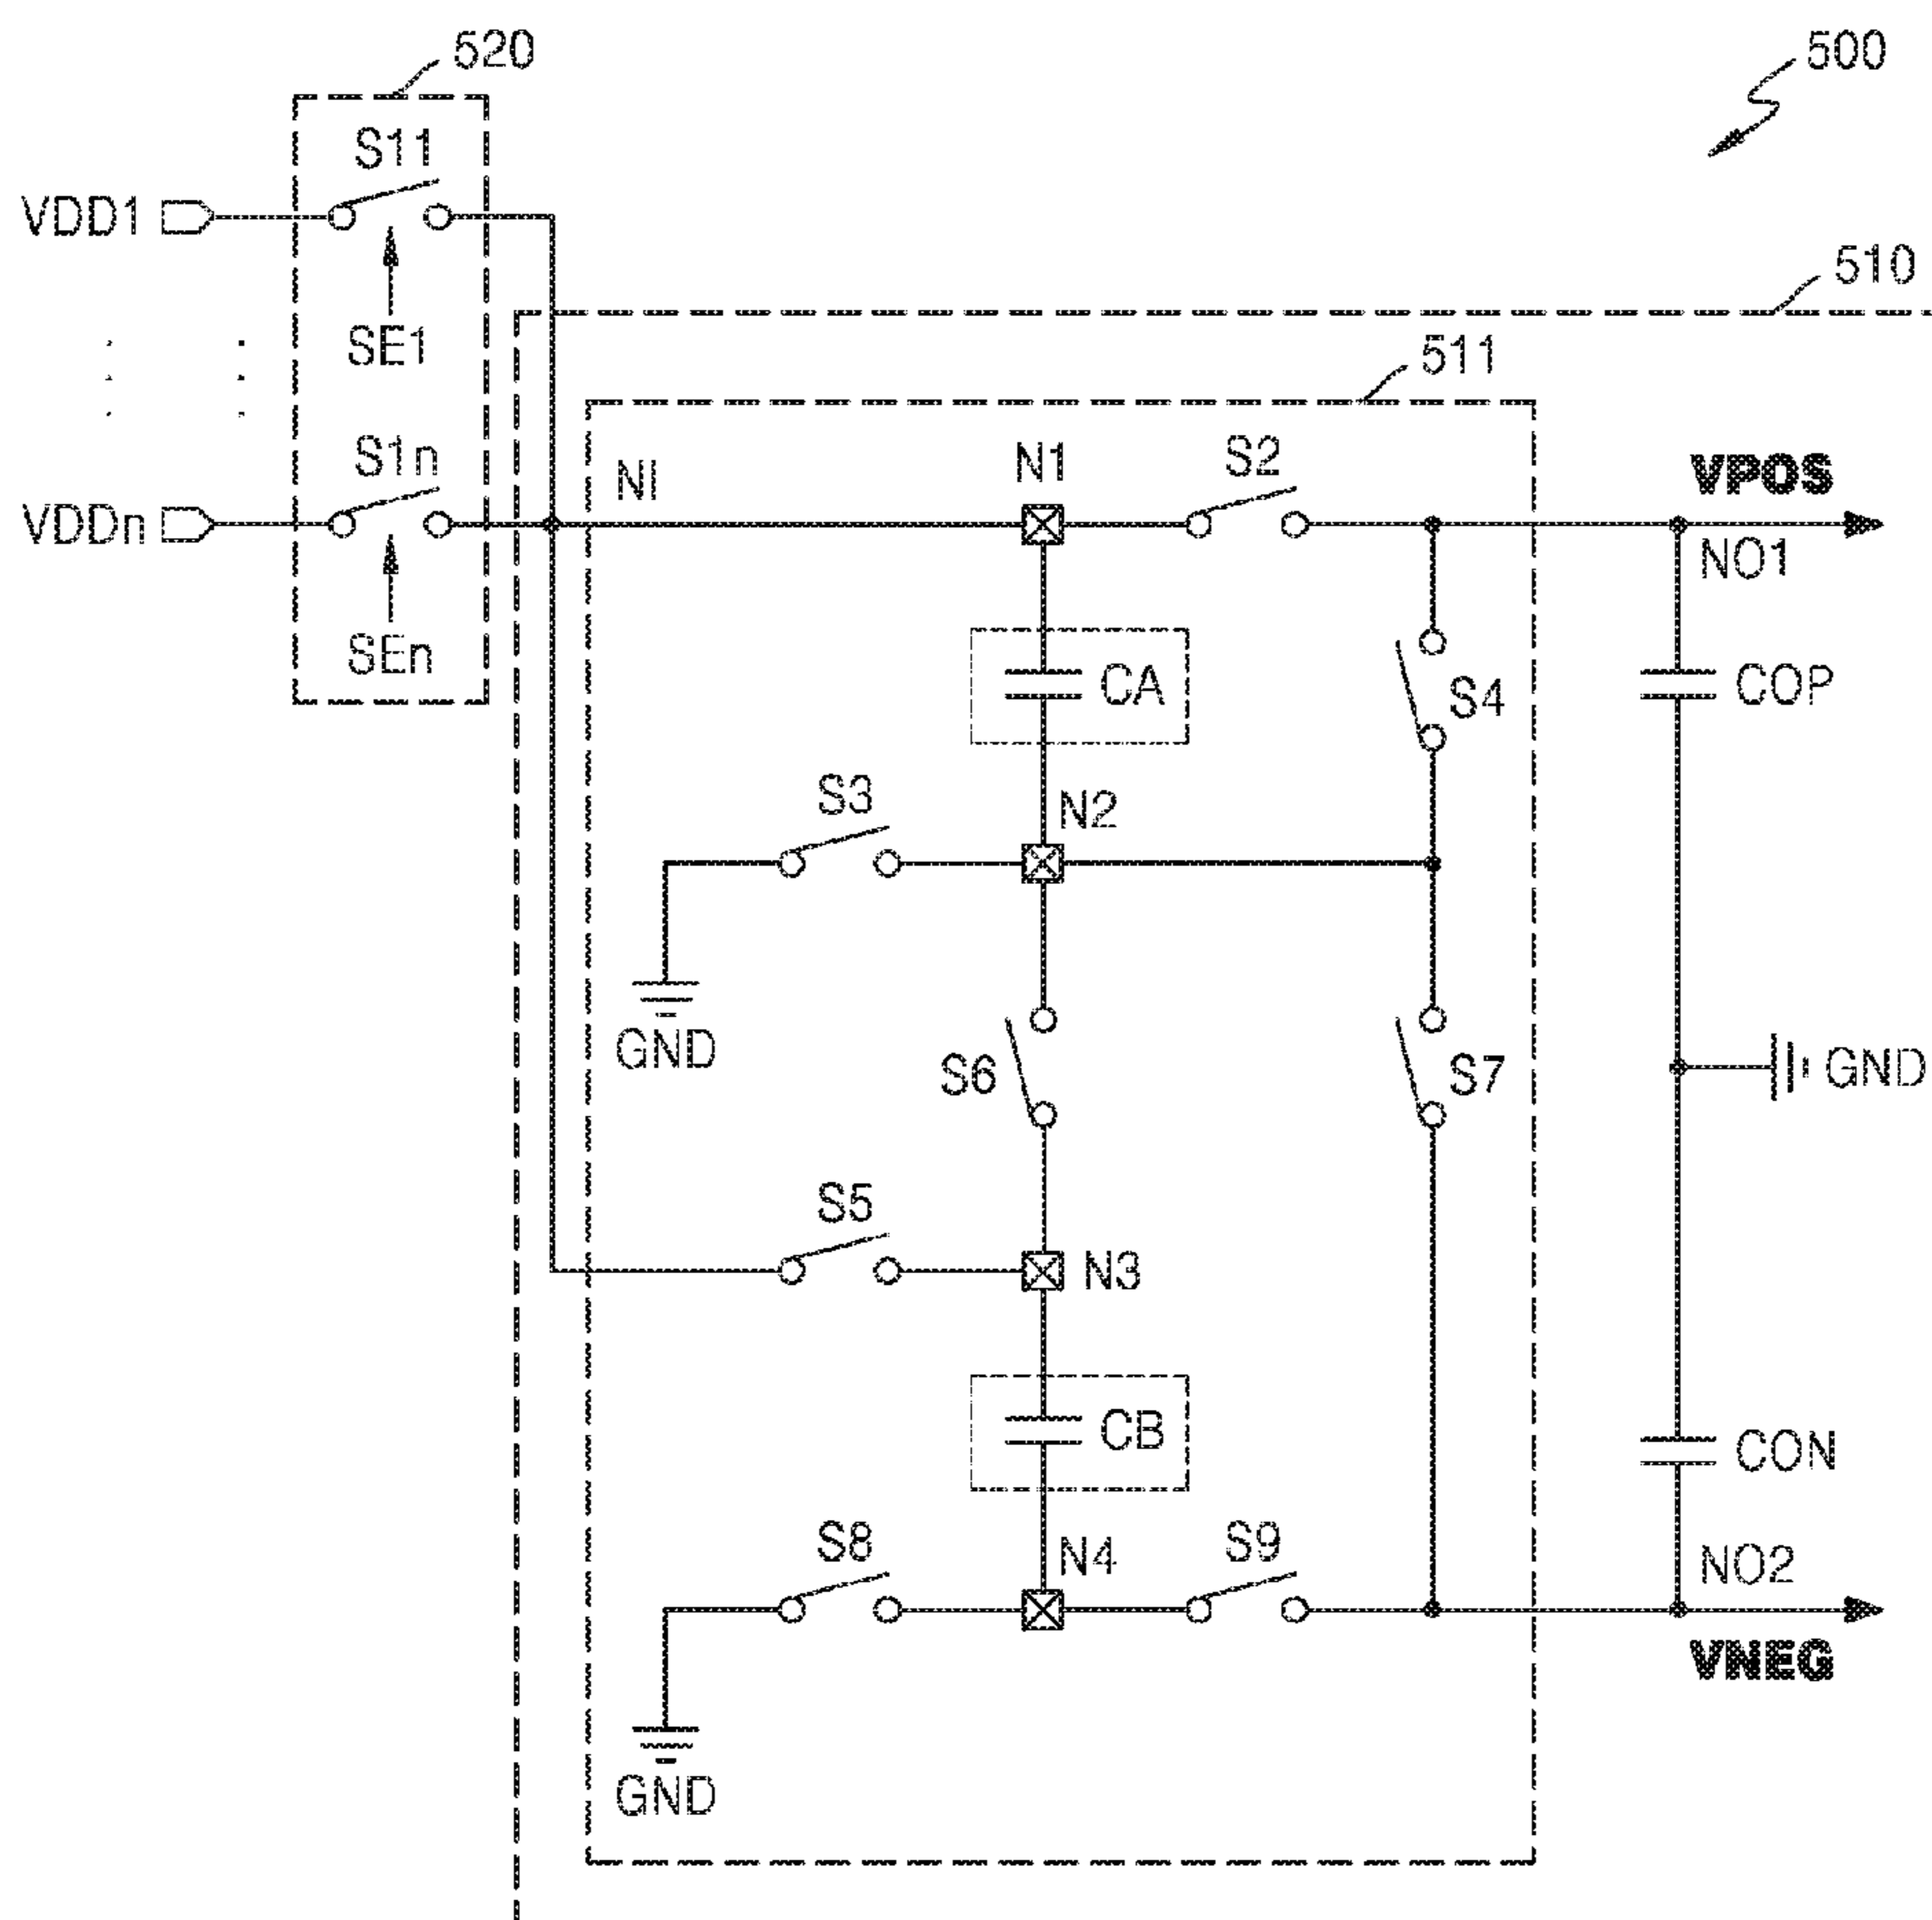 520
500
S11
VDD1
510
SE1
511
S1n
NI
N1
S2
VPOS
VDDn
NO1
SEn
CA
S4
COP
S3
N2
GND
S6
S7
GND
S5
N3
CB
CON
S8
N4
S9
NO2
VNEG
GND